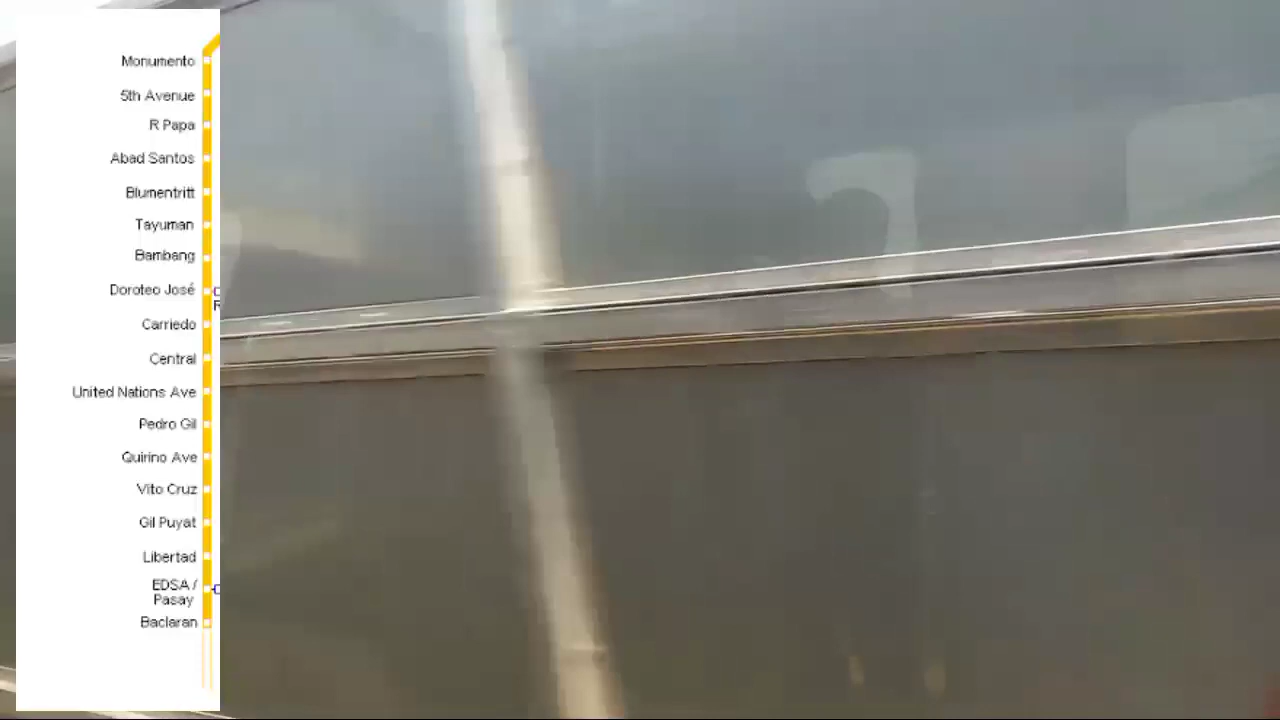 Monumento
5th Avenue
R Papa
Abad Santos
Blumentritt
Tayuman
Bambang
Doroteo José
R
Carriedo
Central
United Nations Ave
Pedro Gil
Quirino Ave
Vito Cruz
Gil Puyat
Libertad
EDSA /
Pasay
Baclaran